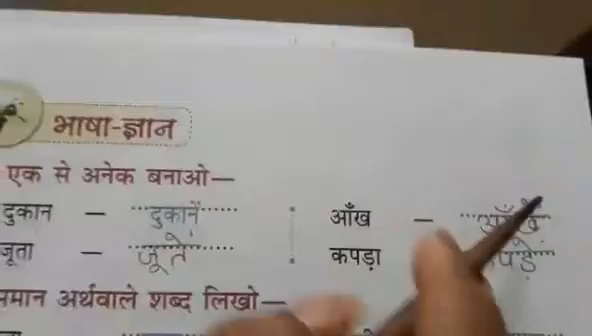 भाषा-ज्ञान
एक से अनेक बनाओ—
दुकान — दुकानें आँख — आँखें
जूता — जूते कपड़ा —
अर्थवाले शब्द लिखो—